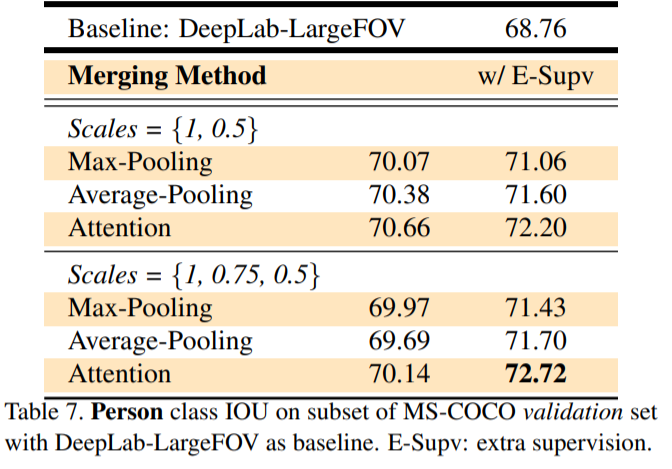 Baseline: DeepLab-LargeFOV 68.76
Merging Method w/ E-Supv
Scales = {1, 0.5}
Max-Pooling 70.07 71.06
Average-Pooling 70.38 71.60
Attention 70.66 72.20
Scales = {1, 0.75, 0.5}
Max-Pooling 69.97 71.43
Average-Pooling 69.69 71.70
Attention 70.14 72.72
Table 7. Person class IOU on subset of MS-COCO validation set
with DeepLab-LargeFOV as baseline. E-Supv: extra supervision.